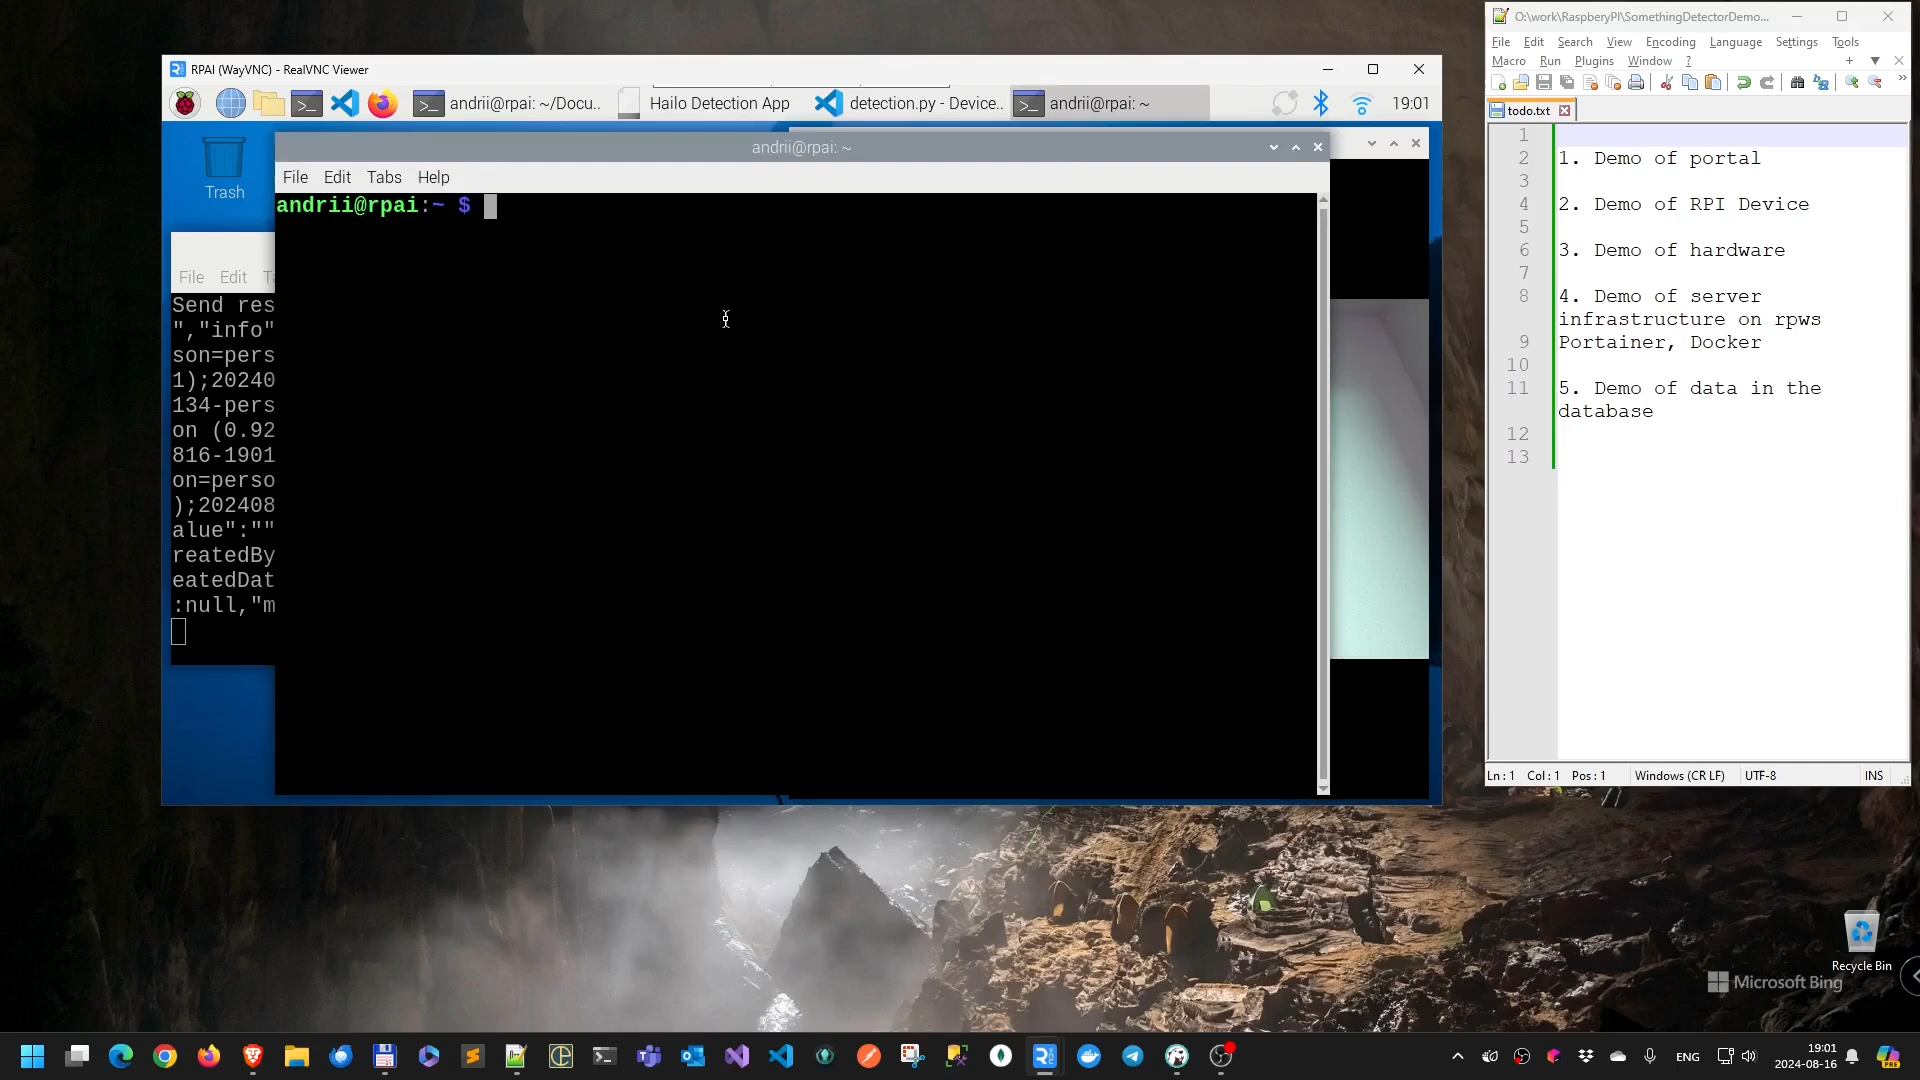 RPAI (WayVNC) - RealVNC Viewer
andrii@rpai: ~/Docu..
Hailo Detection App
detection.py - Device..
andrii@rpai: ~
19:01
Trash
andrii@rpai: ~
File Edit Tabs Help
andrii@rpai:~ $
File Edit
Send res
","info"
son=pers
1);20240
134-pers
on (0.92
816-1901
on=perso
);202408
alue":""
reatedBy
eatedDat
:null,"m
O:\work\RaspberyPI\SomethingDetectorDemo...
File Edit Search View Encoding Language Settings Tools
Macro Run Plugins Window ?
todo.txt
1
2 1. Demo of portal
3
4 2. Demo of RPI Device
5
6 3. Demo of hardware
7
8 4. Demo of server
infrastructure on rpws
9 Portainer, Docker
10
11 5. Demo of data in the
database
12
13
Ln : 1 Col : 1 Pos : 1 Windows (CR LF) UTF-8 INS
Recycle Bin
Microsoft Bing
ENG
19:01
2024-08-16
PRE